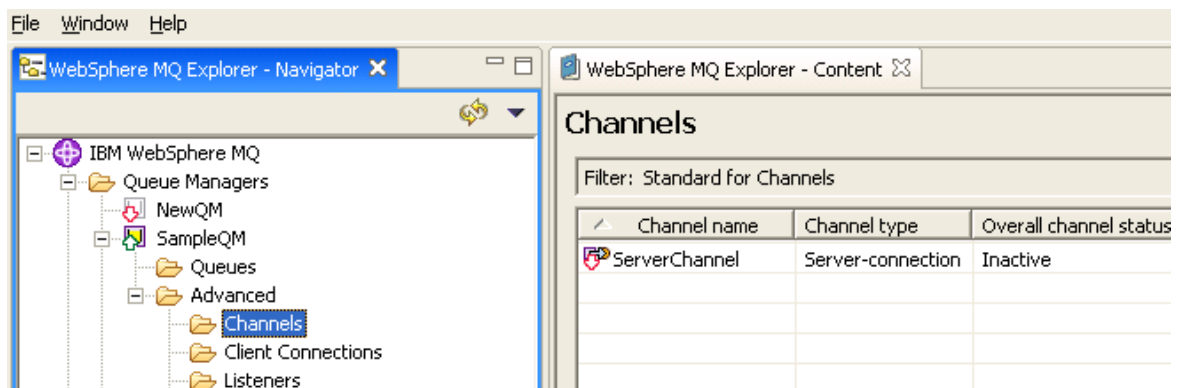 File Window Help
WebSphere MQ Explorer - Navigator
WebSphere MQ Explorer - Content
IBM WebSphere MQ
Queue Managers
NewQM
SampleQM
Queues
Advanced
Channels
Client Connections
Listeners
Channels
Filter: Standard for Channels
Channel name Channel type Overall channel status
ServerChannel Server-connection Inactive